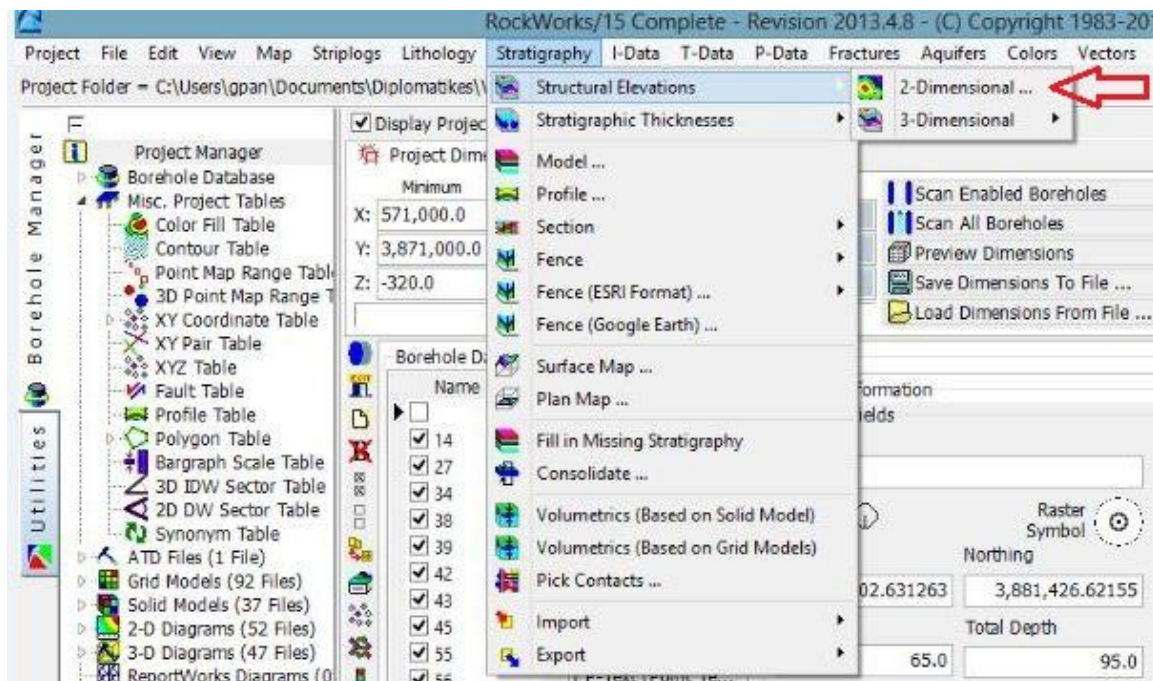 RockWorks/15 Complete - Revision 2013.4.8 - (C) Copyright 1983-20
Project File Edit View Map Striplogs Lithology Stratigraphy I-Data T-Data P-Data Fractures Aquifers Colors Vectors
Project Folder = C:\Users\gpan\Documents\Diplomatikes\
Structural Elevations
2-Dimensional ...
Display Projec
Stratigraphic Thicknesses
3-Dimensional
Borehole Manager
Utilities
Project Manager
Borehole Database
Misc. Project Tables
Color Fill Table
Contour Table
Point Map Range Tabl
3D Point Map Range T
XY Coordinate Table
XY Pair Table
XYZ Table
Fault Table
Profile Table
Polygon Table
Bargraph Scale Table
3D IDW Sector Table
2D DW Sector Table
Synonym Table
ATD Files (1 File)
Grid Models (92 Files)
Solid Models (37 Files)
2-D Diagrams (52 Files)
3-D Diagrams (47 Files)
ReportWorks Diagrams (0
Project Dime
Minimum
X: 571,000.0
Y: 3,871,000.0
Z: -320.0
Borehole Da
Name
14
27
34
38
39
42
43
45
55
56
Model ...
Profile ...
Section
Fence
Fence (ESRI Format) ...
Fence (Google Earth) ...
Surface Map ...
Plan Map ...
Fill in Missing Stratigraphy
Consolidate ...
Volumetrics (Based on Solid Model)
Volumetrics (Based on Grid Models)
Pick Contacts ...
Import
Export
Scan Enabled Boreholes
Scan All Boreholes
Preview Dimensions
Save Dimensions To File ...
Load Dimensions From File ...
ormation
ields
Raster
Symbol
Northing
02.631263 3,881,426.62155
Total Depth
65.0 95.0